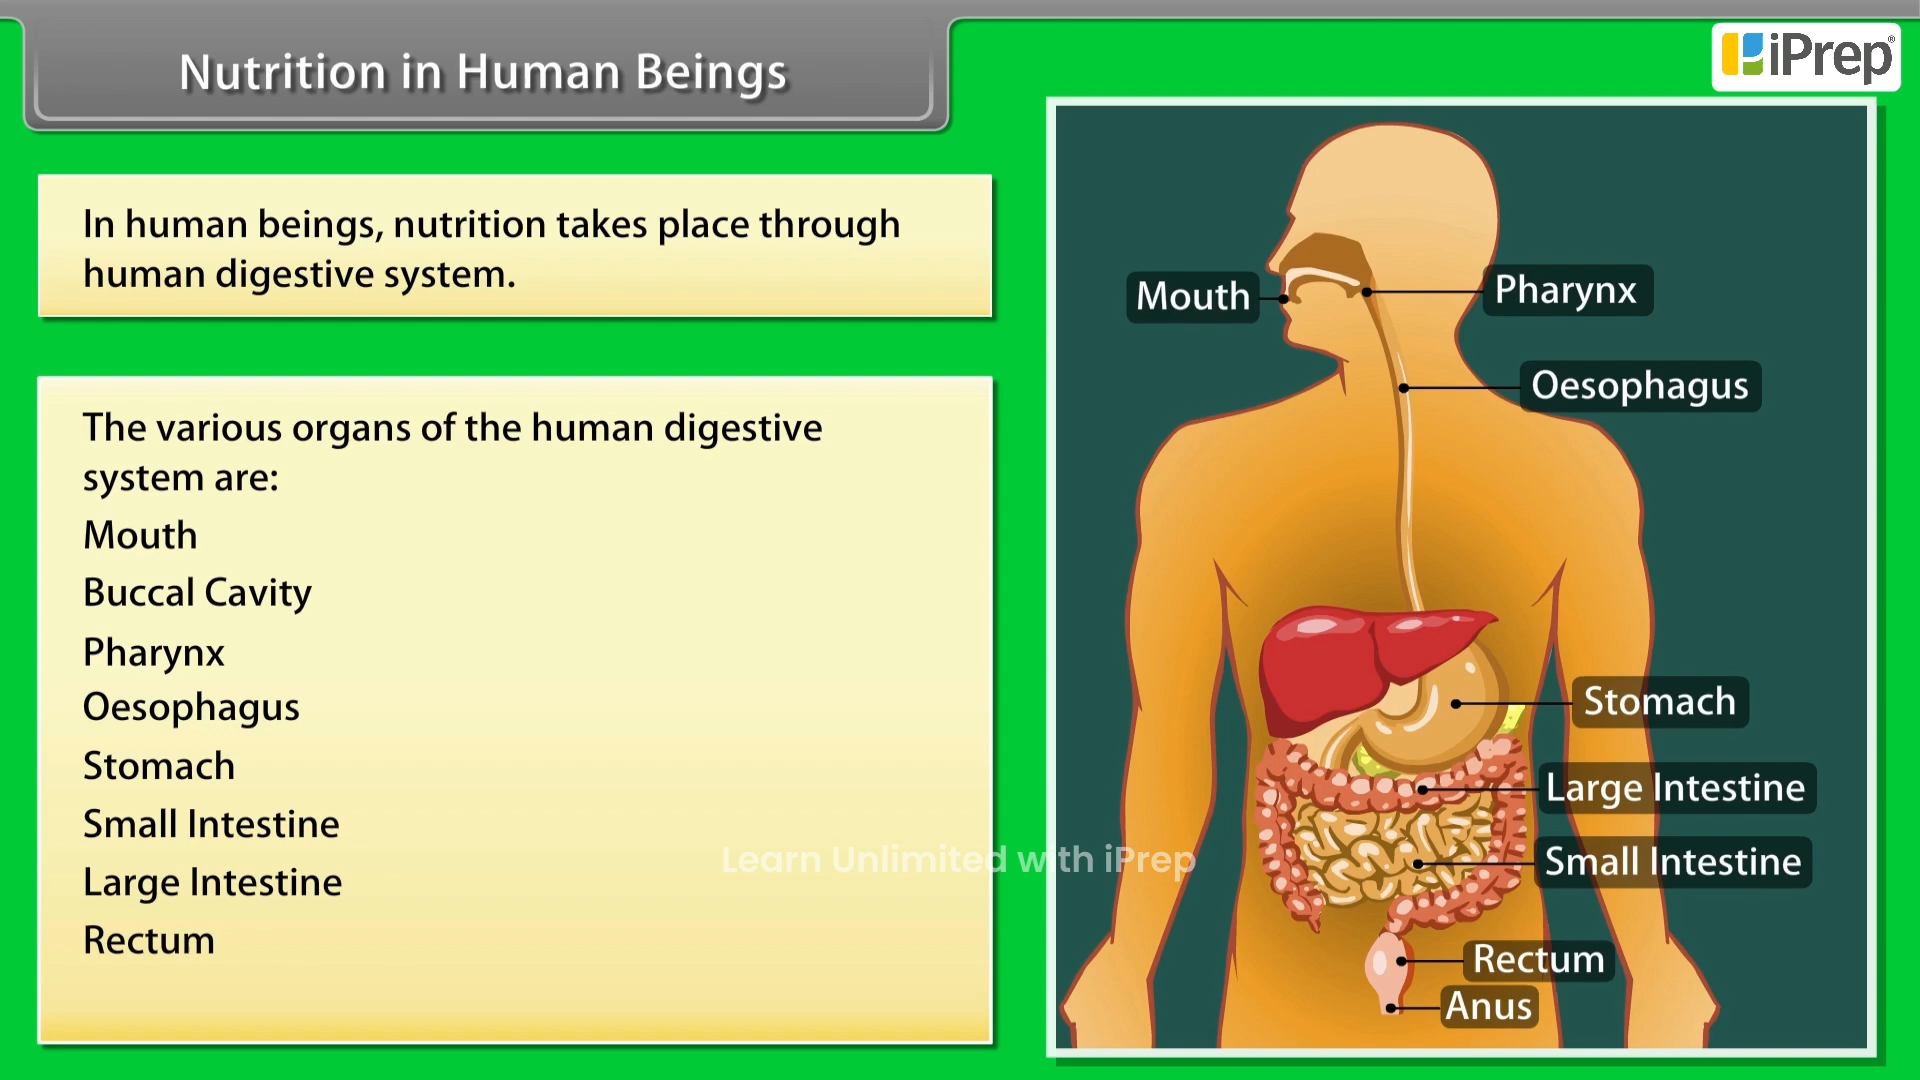 Nutrition in Human Beings
iPrep®
In human beings, nutrition takes place through
human digestive system.
The various organs of the human digestive
system are:
Mouth
Buccal Cavity
Pharynx
Oesophagus
Stomach
Small Intestine
Large Intestine
Rectum
Mouth
Pharynx
Oesophagus
Stomach
Large Intestine
Small Intestine
Rectum
Anus
Learn Unlimited with iPrep